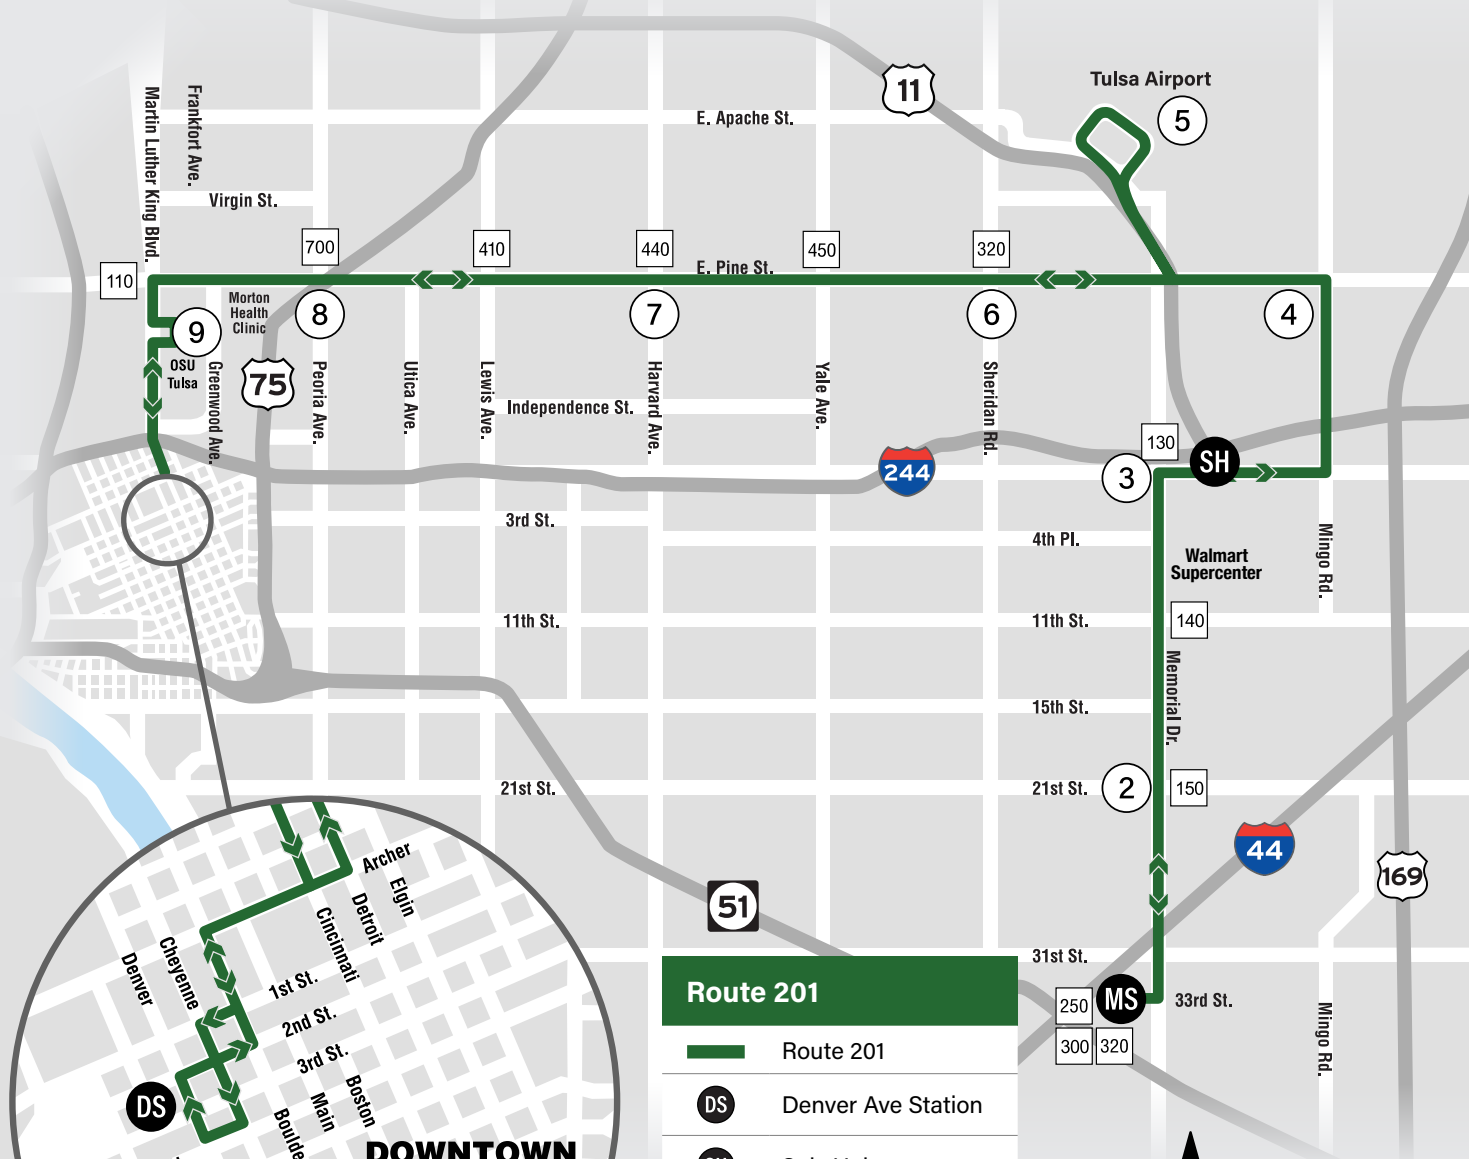 11
Tulsa Airport
5
E. Apache St.
Martin Luther King Blvd.
Frankfort Ave.
Virgin St.
110
700
410
440
450
320
E. Pine St.
Morton
Health
Clinic
9
8
7
6
4
OSU
Tulsa
Greenwood Ave.
75
Peoria Ave.
Utica Ave.
Lewis Ave.
Independence St.
Harvard Ave.
Yale Ave.
Sheridan Rd.
244
130
SH
3
3rd St.
4th Pl.
Walmart
Supercenter
Mingo Rd.
11th St.
11th St.
140
Memorial Dr.
15th St.
21st St.
21st St.
2
150
44
169
51
31st St.
250
MS
33rd St.
300
320
Mingo Rd.
Archer
Elgin
Detroit
Cincinnati
Cheyenne
Denver
1st St.
2nd St.
3rd St.
Boston
Main
DS
DOWNTOWN
Route 201
Route 201
DS
Denver Ave Station